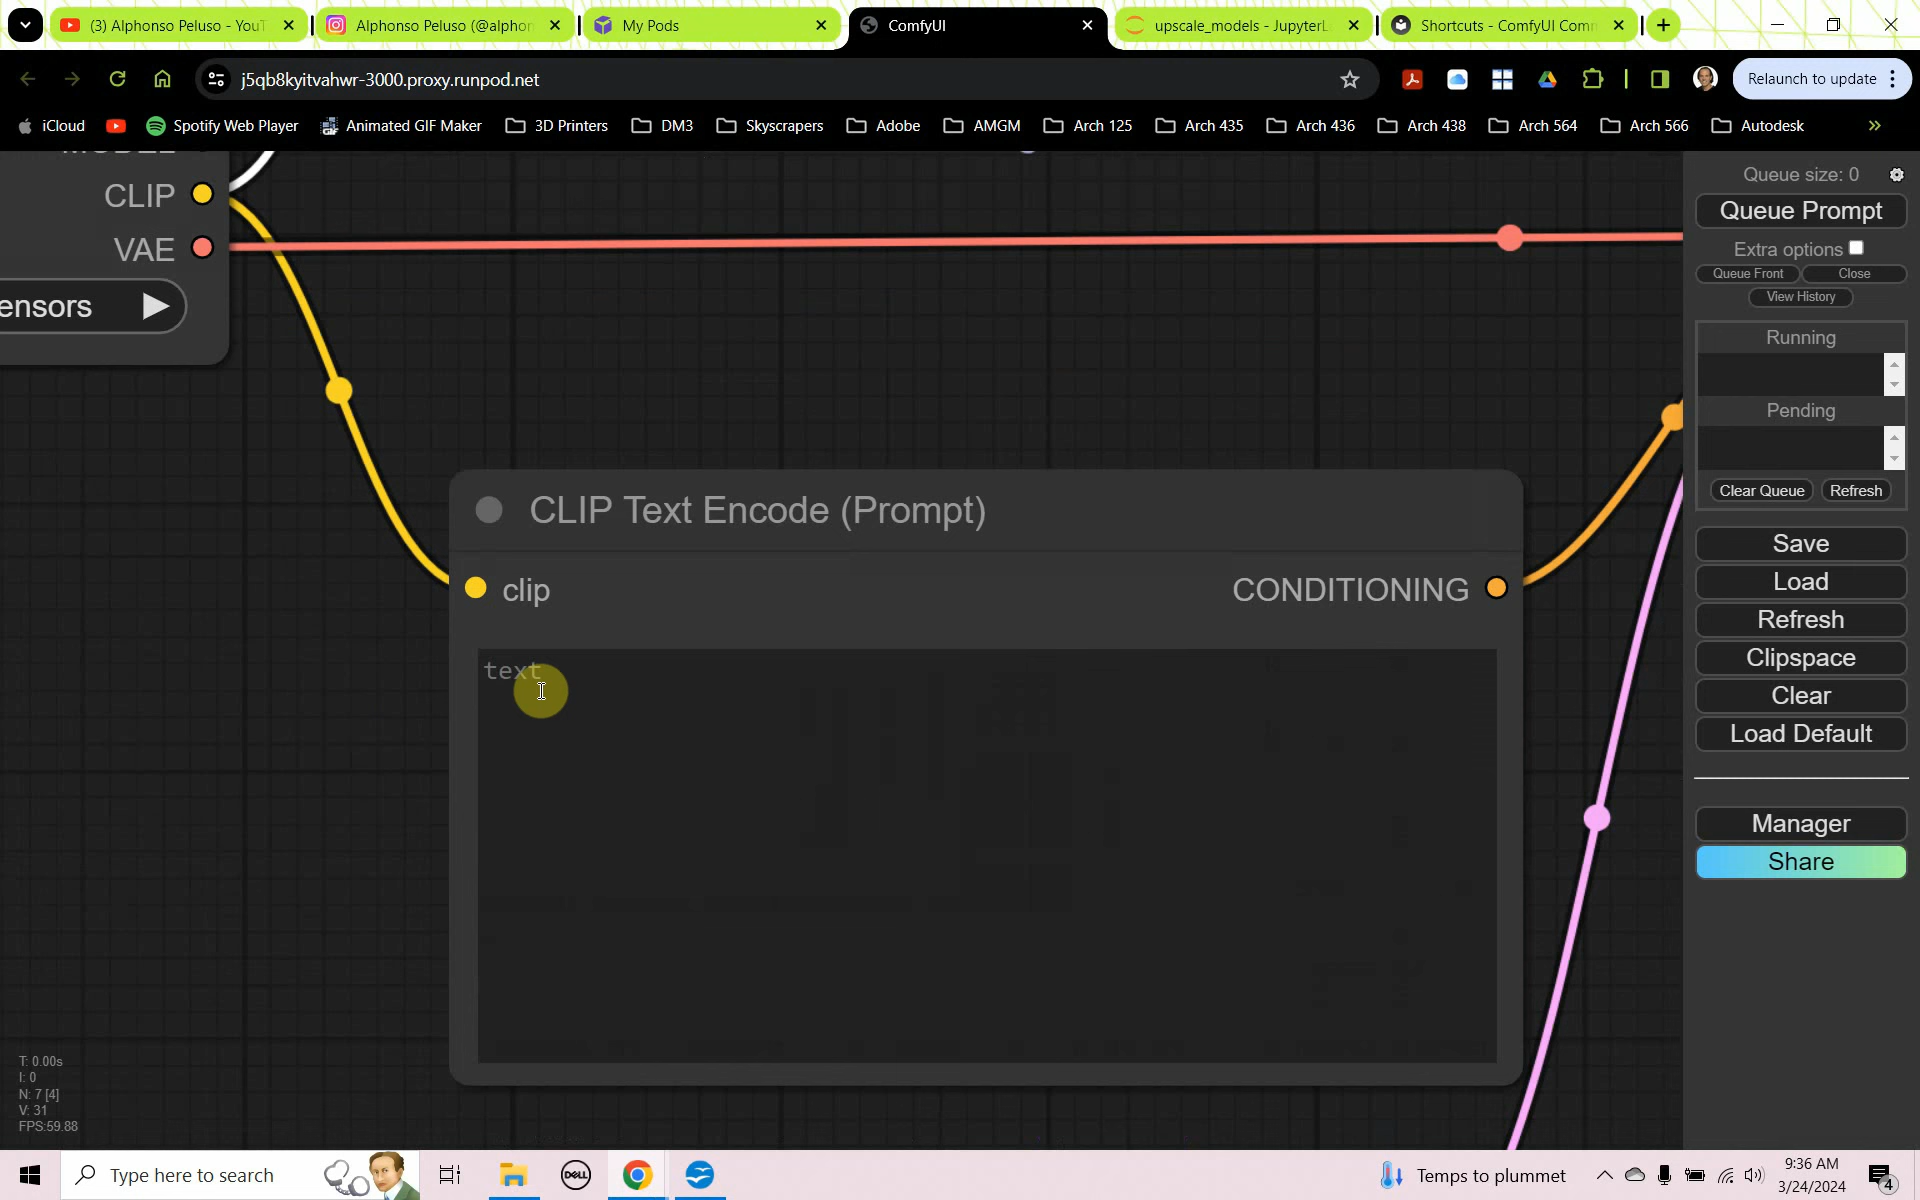 (3) Alphonso Peluso - YouT
Alphonso Peluso (@alphon
My Pods
ComfyUI
upscale_models - JupyterL
Shortcuts - ComfyUI Com
j5qb8kyitvahwr-3000.proxy.runpod.net
Relaunch to update
iCloud
Spotify Web Player
Animated GIF Maker
3D Printers
DM3
Skyscrapers
Adobe
AMGM
Arch 125
Arch 435
Arch 436
Arch 438
Arch 564
Arch 566
Autodesk
»
MODEL
CLIP
VAE
ensors
CLIP Text Encode (Prompt)
clip
CONDITIONING
text
Queue size: 0
Queue Prompt
Extra options
Queue Front
Close
View History
Running
Pending
Clear Queue
Refresh
Save
Load
Refresh
Clipspace
Clear
Load Default
Manager
Share
T: 0.00s
I: 0
N: 7 [4]
V: 31
FPS:59.88
Type here to search
DELL
Temps to plummet
9:36 AM
3/24/2024
4